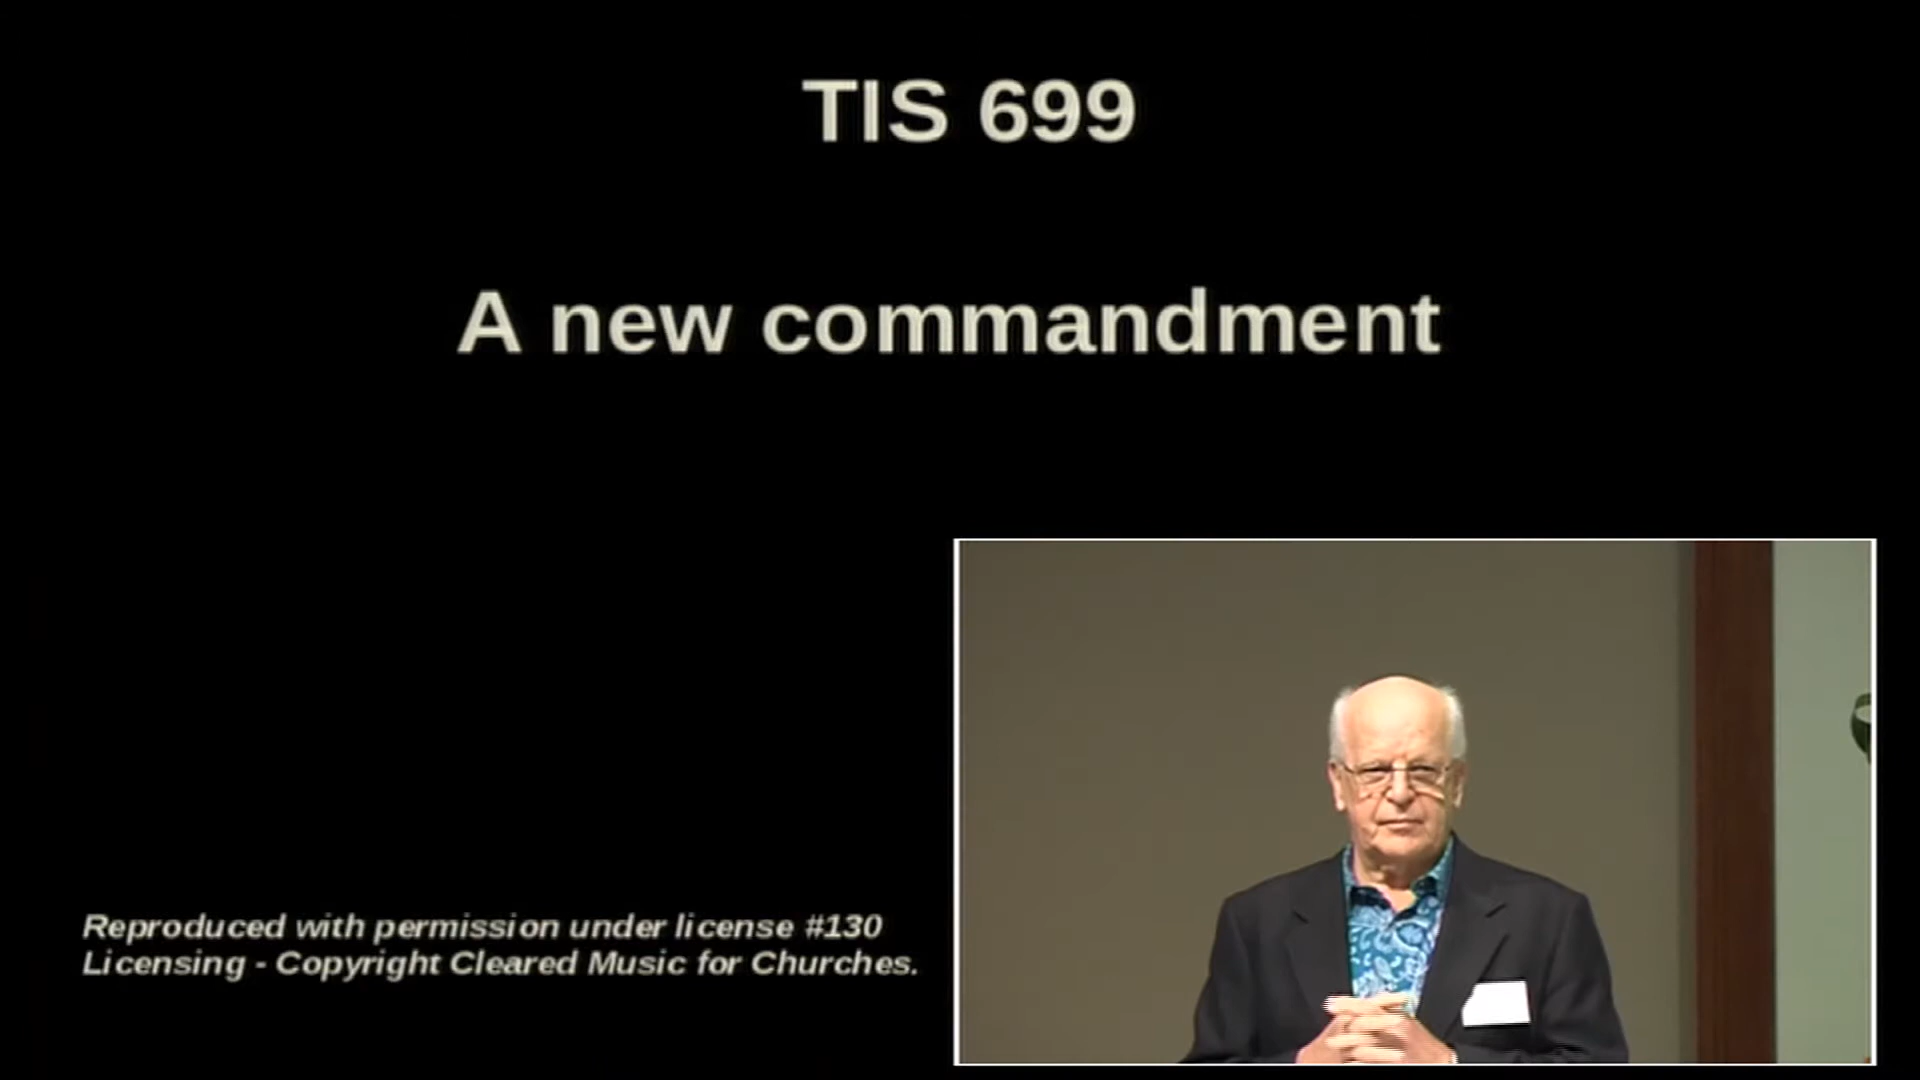 TIS 699
A new commandment
Reproduced with permission under license #130
Licensing - Copyright Cleared Music for Churches.